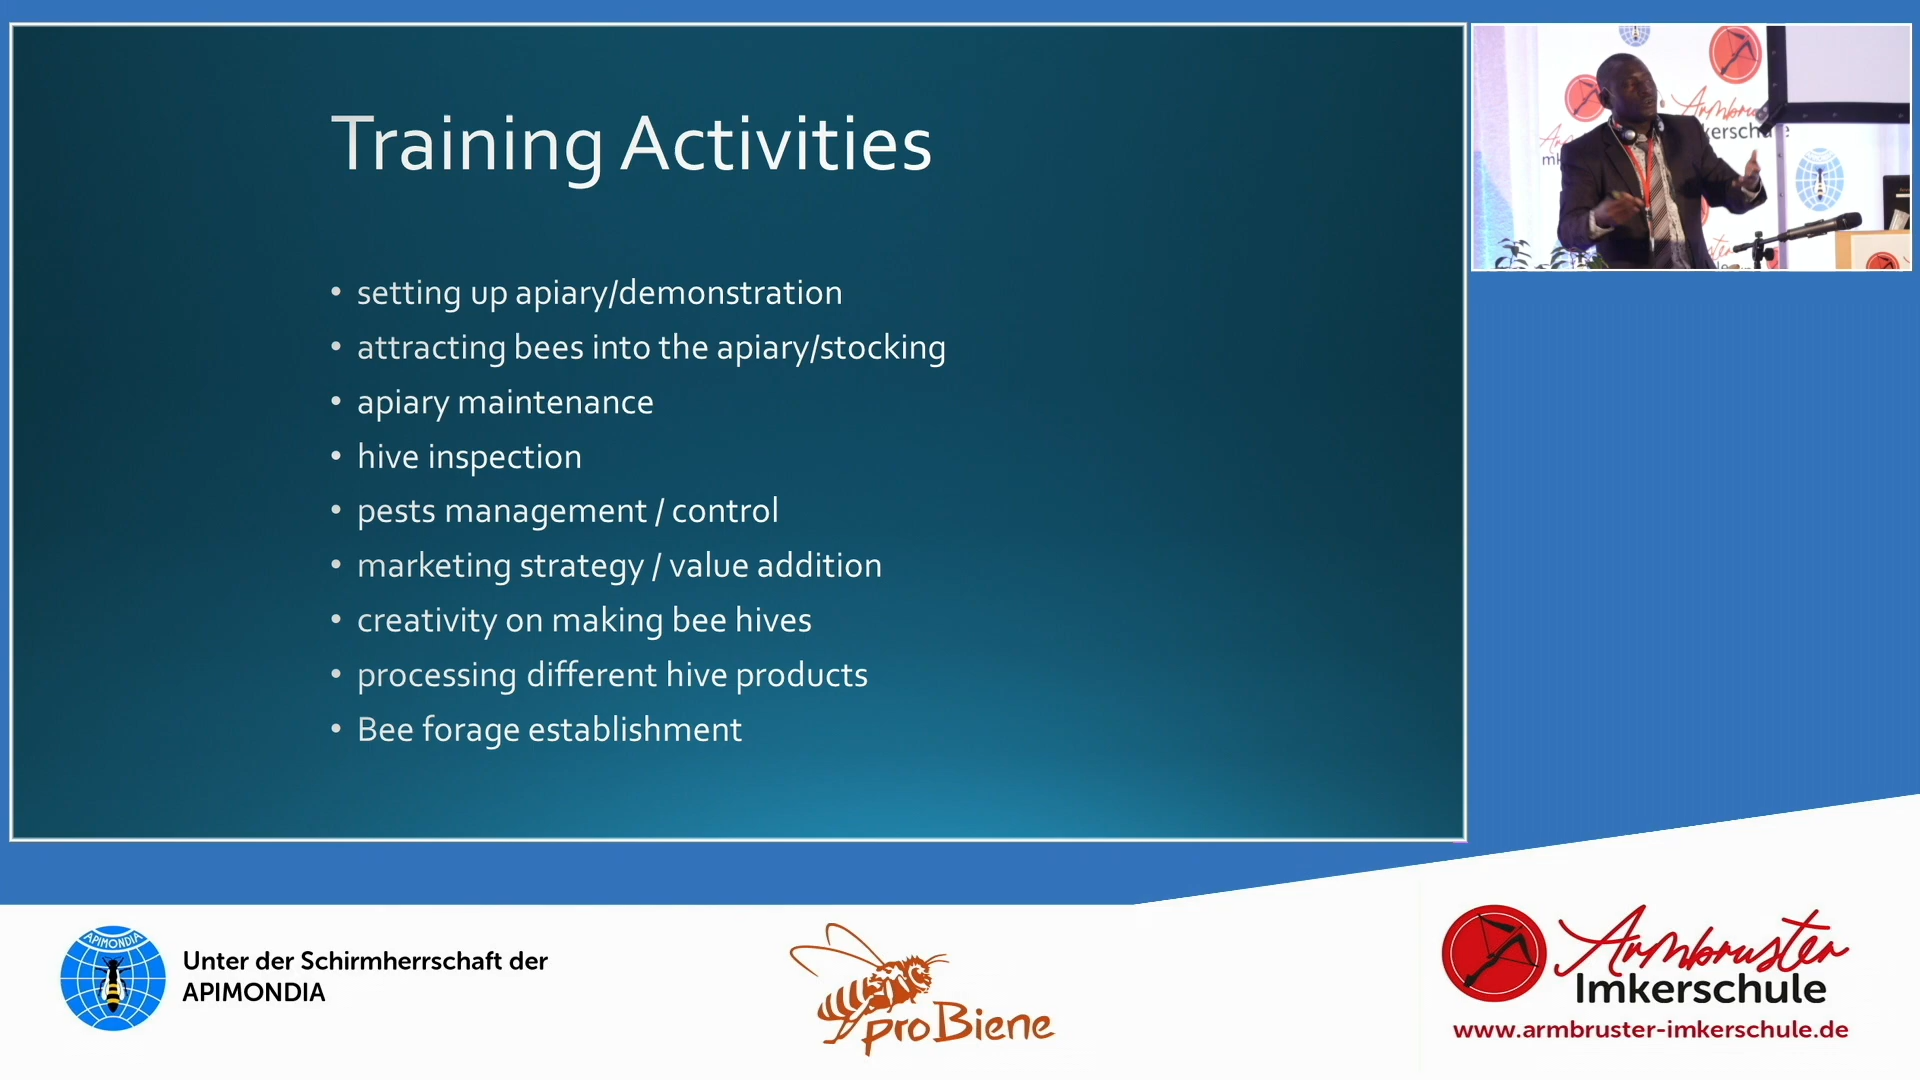 Training Activities
• setting up apiary/demonstration
• attracting bees into the apiary/stocking
• apiary maintenance
• hive inspection
• pests management / control
• marketing strategy / value addition
• creativity on making bee hives
• processing different hive products
• Bee forage establishment
APIMONDIA
Unter der Schirmherrschaft der
APIMONDIA
proBiene
Armbruster
Imkerschule
www.armbruster-imkerschule.de